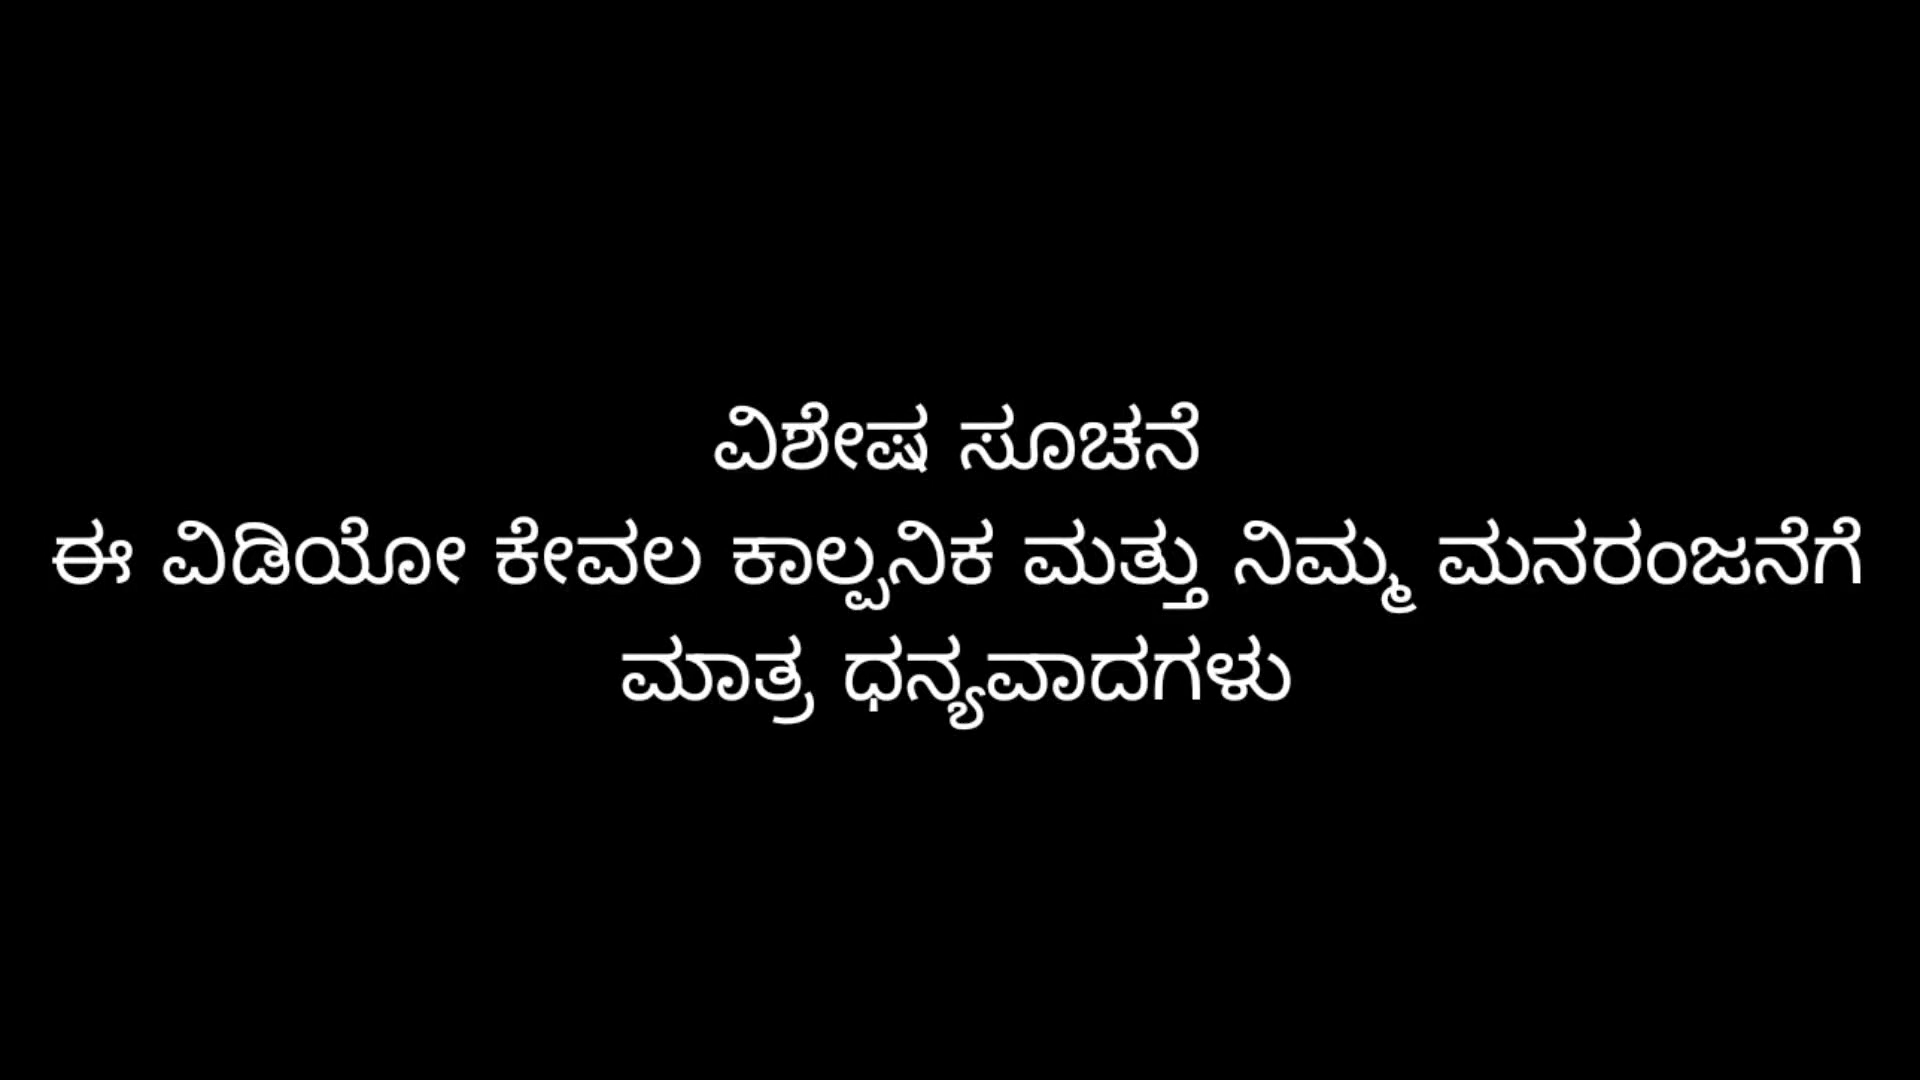 ವಿಶೇಷ ಸೂಚನೆ
ಈ ವಿಡಿಯೋ ಕೇವಲ ಕಾಲ್ಪನಿಕ ಮತ್ತು ನಿಮ್ಮ ಮನರಂಜನೆಗೆ
ಮಾತ್ರ ಧನ್ಯವಾದಗಳು